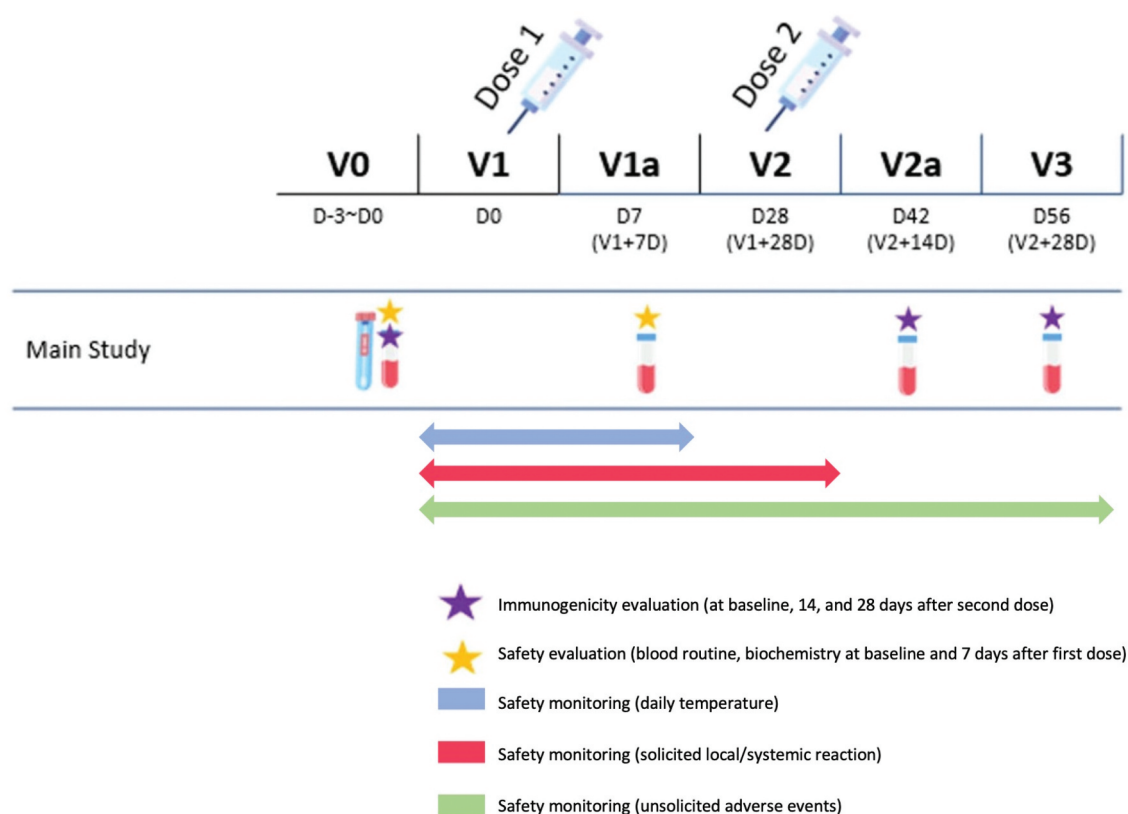 Dose 1
Dose 2
V0 V1 V1a V2 V2a V3
D-3~D0 D0 D7 D28 D42 D56
(V1+7D) (V1+28D) (V2+14D) (V2+28D)
Main Study
Immunogenicity evaluation (at baseline, 14, and 28 days after second dose)
Safety evaluation (blood routine, biochemistry at baseline and 7 days after first dose)
Safety monitoring (daily temperature)
Safety monitoring (solicited local/systemic reaction)
Safety monitoring (unsolicited adverse events)